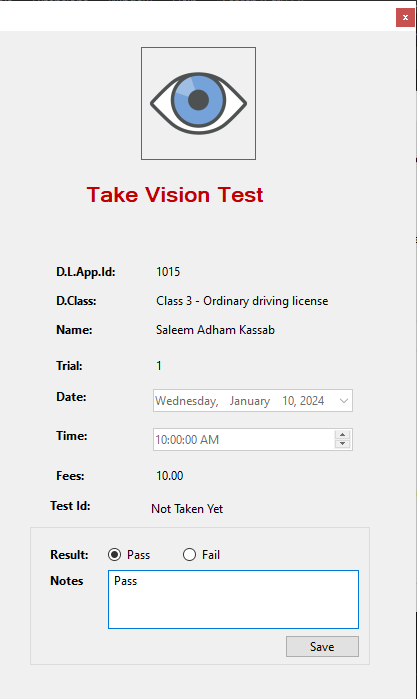 x
Take Vision Test
D.L.App.Id: 1015
D.Class: Class 3 - Ordinary driving license
Name: Saleem Adham Kassab
Trial: 1
Date: Wednesday, January 10, 2024
Time: 10:00:00 AM
Fees: 10.00
Test Id: Not Taken Yet
Result: Pass Fail
Notes Pass
Save